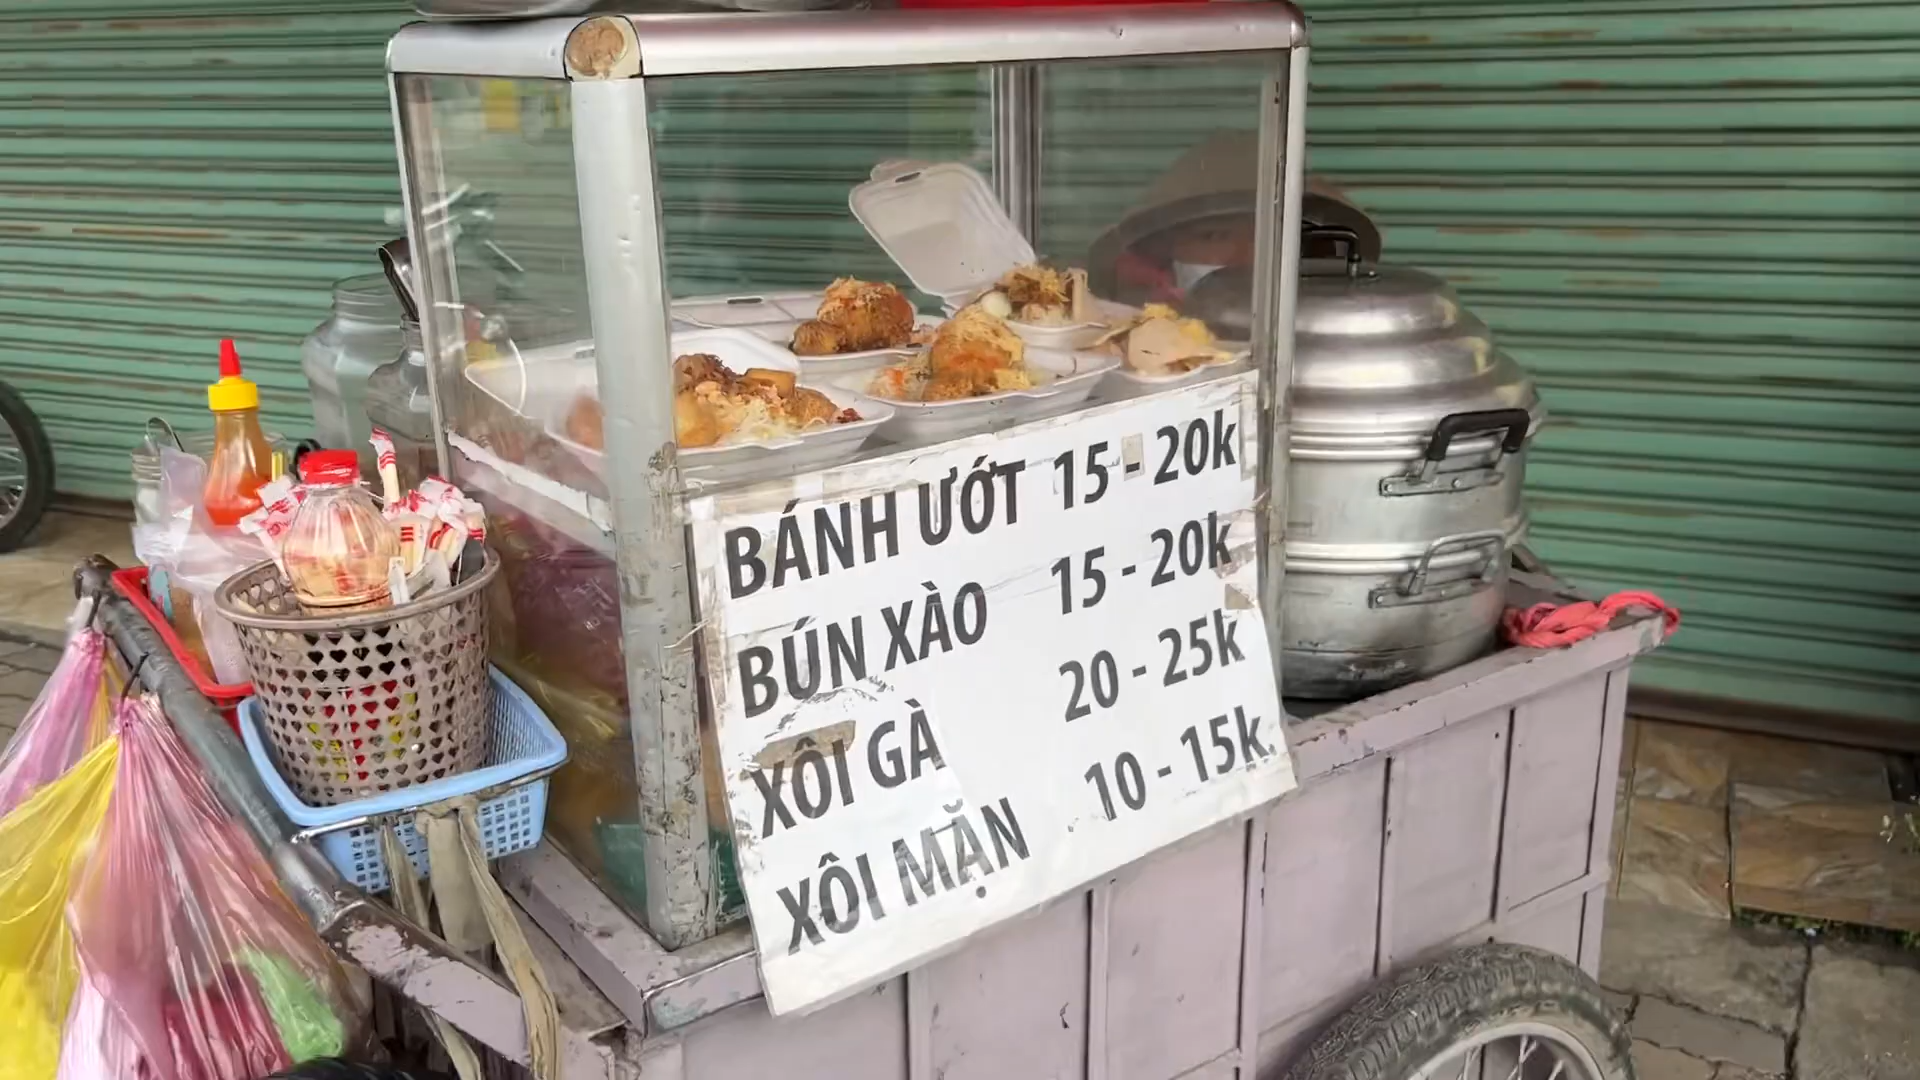 BÁNH ƯỚT 15 - 20k
BÚN XÀO 15 - 20k
XÔI GÀ 20 - 25k
XÔI MẶN 10 - 15k